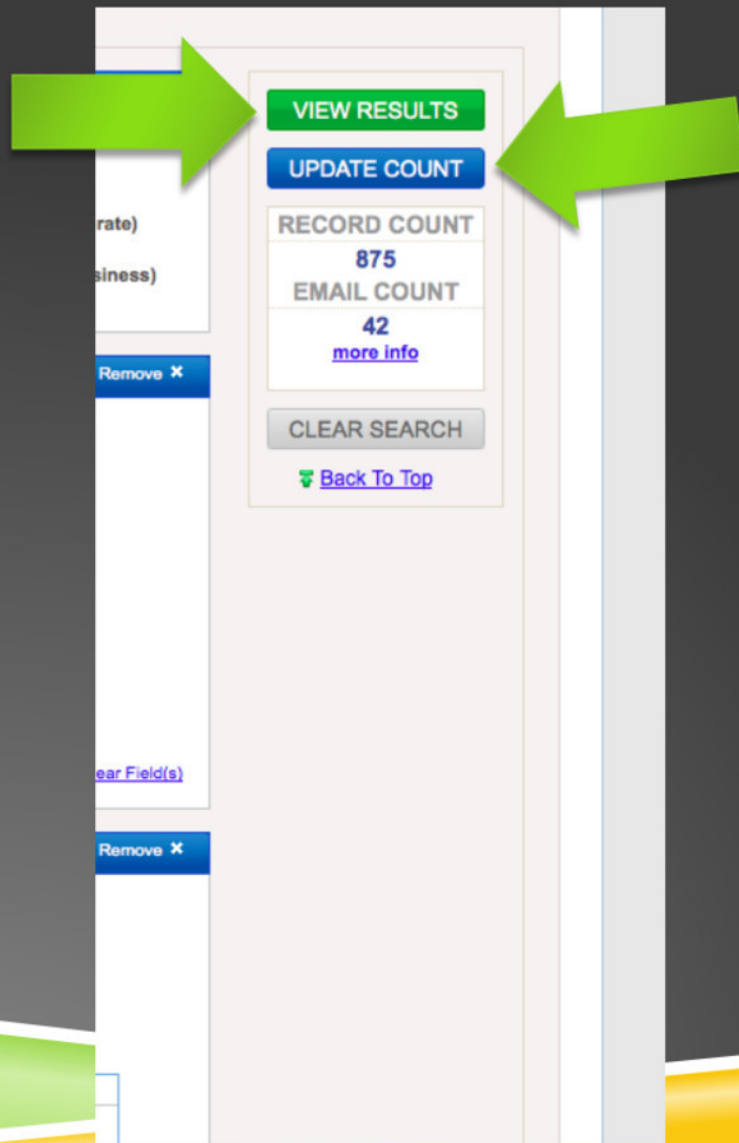 VIEW RESULTS
UPDATE COUNT
rate)
siness)
RECORD COUNT
875
EMAIL COUNT
42
more info
Remove ×
CLEAR SEARCH
Back To Top
ear Field(s)
Remove ×